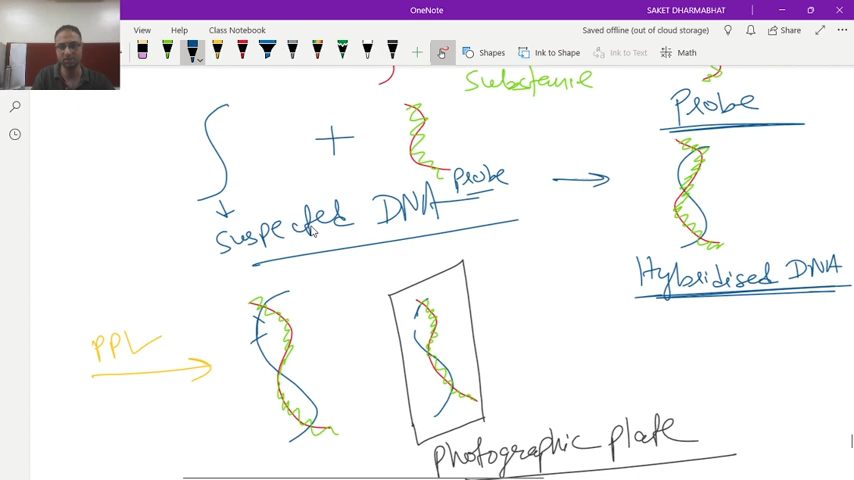 OneNote
SAKET DHARMABHAT
View Help Class Notebook
Saved offline (out of cloud storage)
Share
Shapes
Ink to Shape
Ink to Text
Math
substance
Probe
+
Probe
suspected DNA
Hybridised DNA
PPL
photographic plate